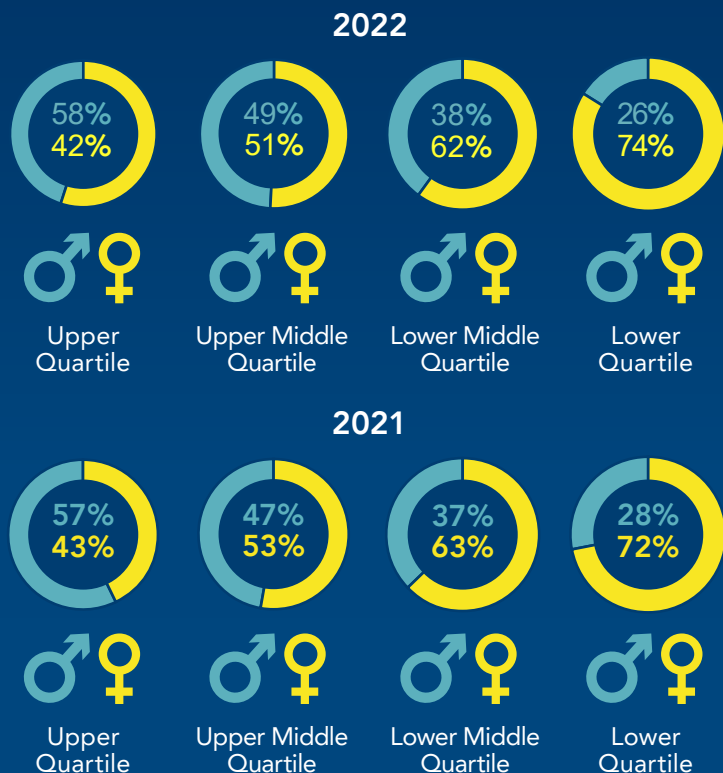 2022
58%
42%
49%
51%
38%
62%
26%
74%
Upper
Quartile
Upper Middle
Quartile
Lower Middle
Quartile
Lower
Quartile
2021
57%
43%
47%
53%
37%
63%
28%
72%
Upper
Quartile
Upper Middle
Quartile
Lower Middle
Quartile
Lower
Quartile